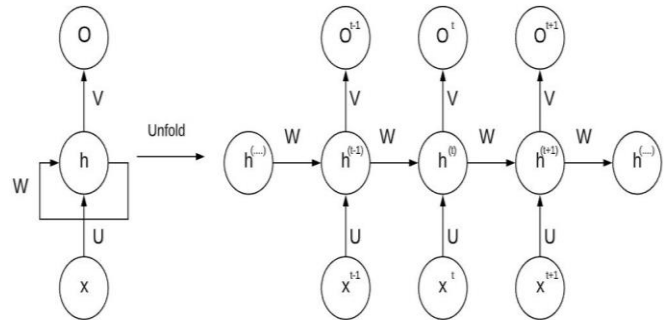 O O^t-1 O^t O^t+1
V V V V
Unfold
W W W W
h h^(....) h^(t-1) h^(t) h^(t+1) h^(....)
W
U U U U
x x^t-1 x^t x^t+1